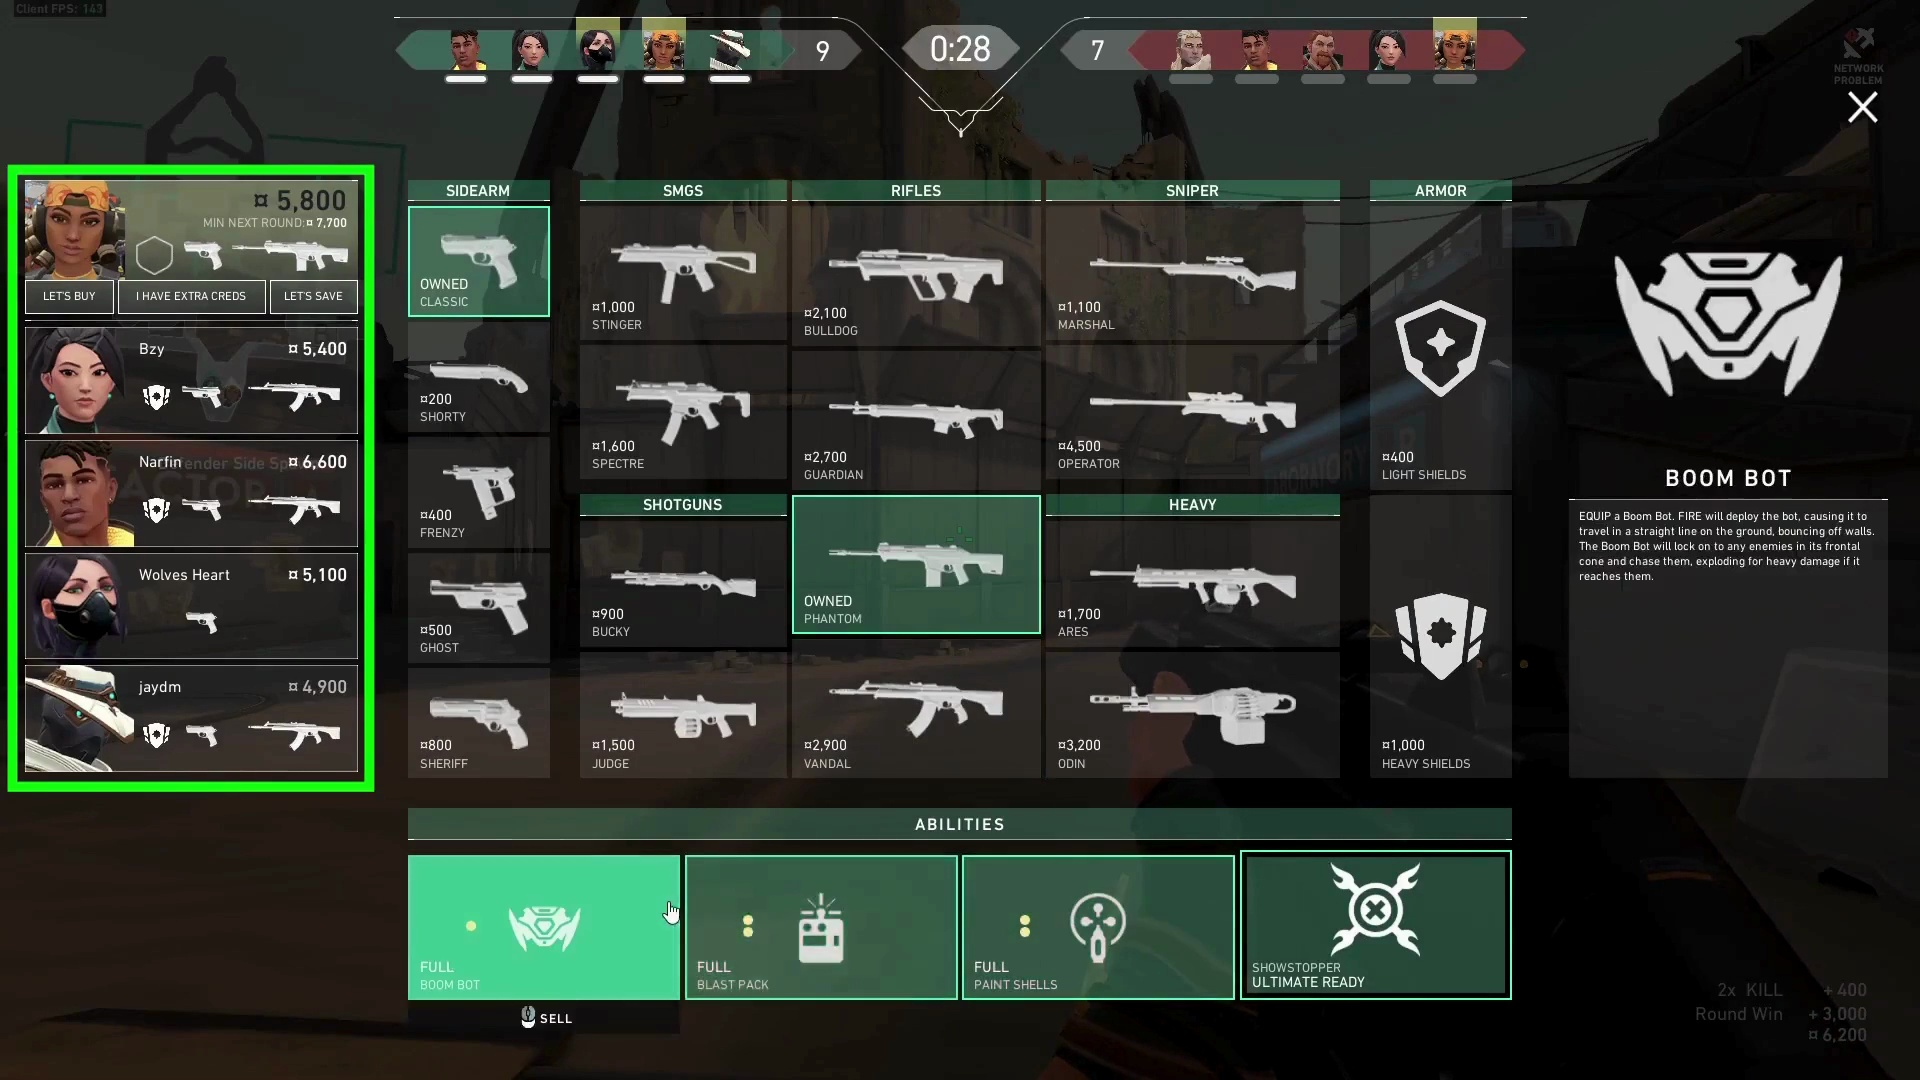 Client FPS: 143
9
0:28
7
NETWORK
PROBLEM
¤ 5,800
MIN NEXT ROUND: ¤ 7,700
LET'S BUY
I HAVE EXTRA CREDS
LET'S SAVE
Bzy
¤ 5,400
Narfin
¤ 6,600
Wolves Heart
¤ 5,100
jaydm
¤ 4,900
SIDEARM
OWNED
CLASSIC
¤200
SHORTY
¤400
FRENZY
¤500
GHOST
¤800
SHERIFF
SMGS
¤1,000
STINGER
¤1,600
SPECTRE
SHOTGUNS
¤900
BUCKY
¤1,500
JUDGE
RIFLES
¤2,100
BULLDOG
¤2,700
GUARDIAN
OWNED
PHANTOM
¤2,900
VANDAL
SNIPER
¤1,100
MARSHAL
¤4,500
OPERATOR
HEAVY
¤1,700
ARES
¤3,200
ODIN
ARMOR
¤400
LIGHT SHIELDS
¤1,000
HEAVY SHIELDS
BOOM BOT
EQUIP a Boom Bot. FIRE will deploy the bot, causing it to
travel in a straight line on the ground, bouncing off walls.
The Boom Bot will lock on to any enemies in its frontal
cone and chase them, exploding for heavy damage if it
reaches them.
ABILITIES
FULL
BOOM BOT
SELL
FULL
BLAST PACK
FULL
PAINT SHELLS
SHOWSTOPPER
ULTIMATE READY
2x KILL + 400
Round Win + 3,000
¤ 6,200